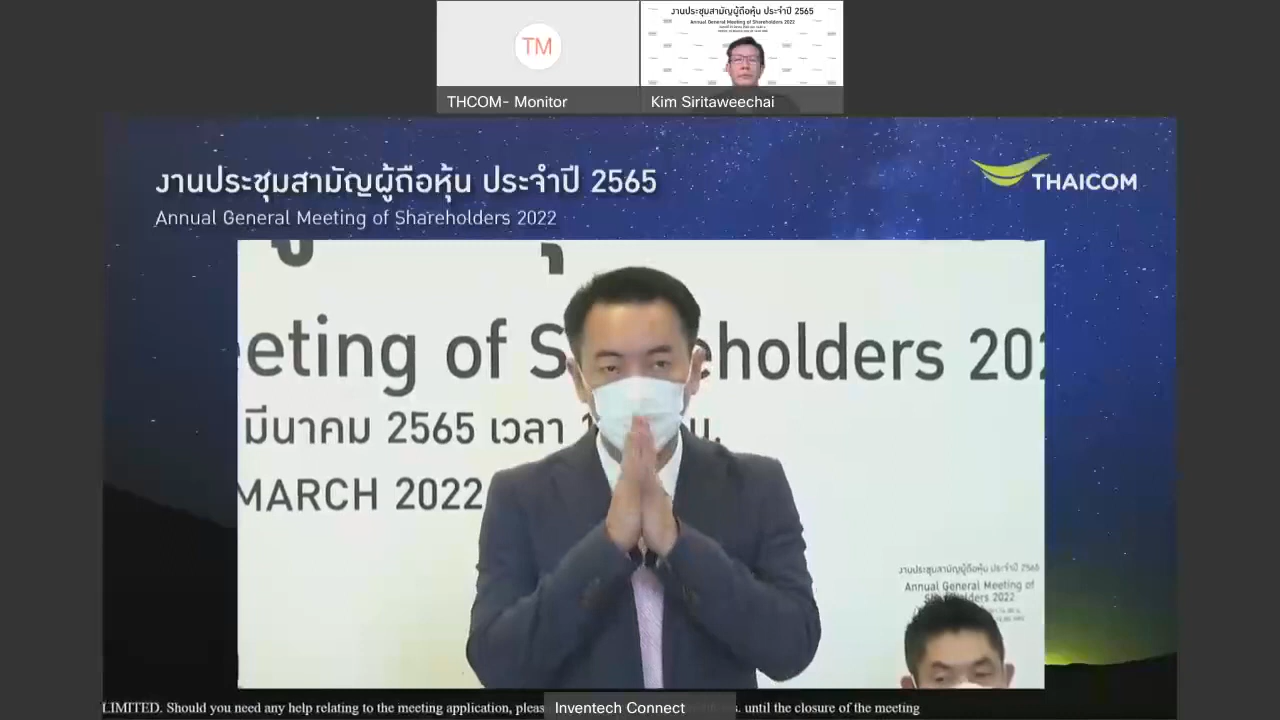 งานประชุมสามัญผู้ถือหุ้น ประจำปี 2565
Annual General Meeting of Shareholders 2022
TM
THCOM- Monitor
Kim Siritaweechai
งานประชุมสามัญผู้ถือหุ้น ประจำปี 2565
Annual General Meeting of Shareholders 2022
THAICOM
eting of S holders 202
มีนาคม 2565 เวลา 1 น.
MARCH 2022
งานประชุมสามัญผู้ถือหุ้น ประจำปี 2565
Annual General Meeting of
Shareholders 2022
LIMITED. Should you need any help relating to the meeting application, pleas s. until the closure of the meeting
Inventech Connect